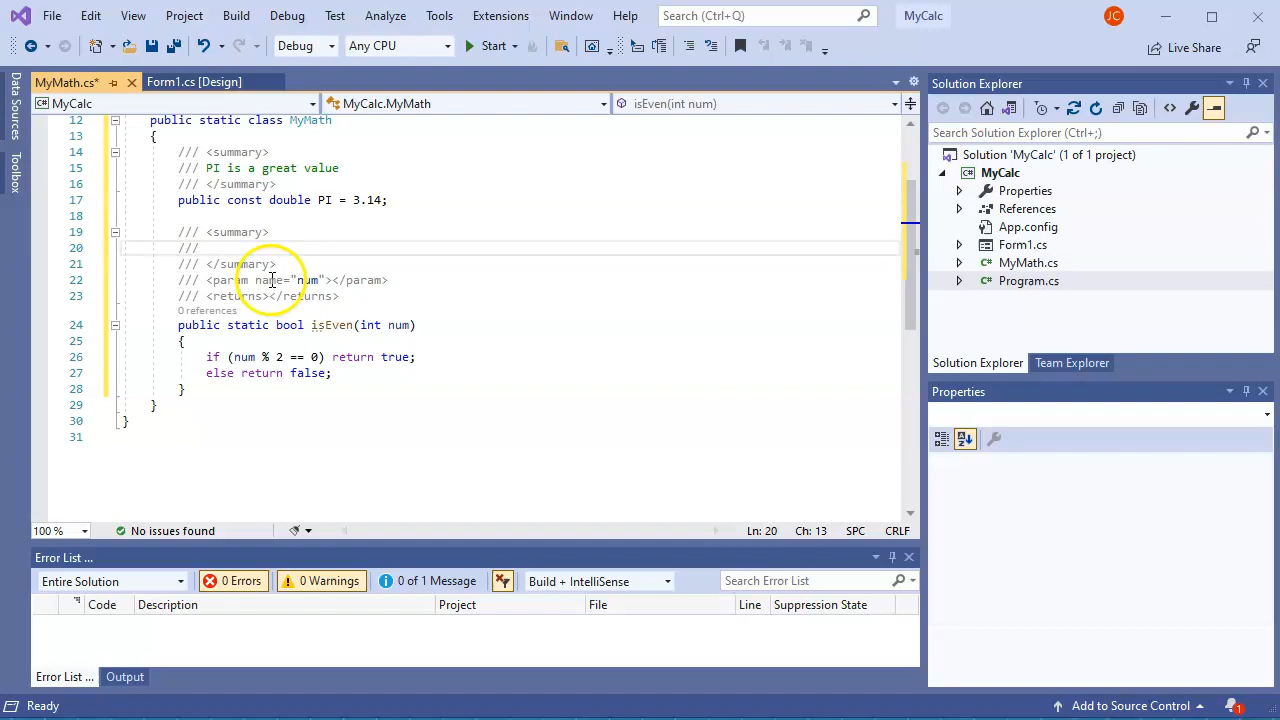 File Edit View Project Build Debug Test Analyze Tools Extensions Window Help Search (Ctrl+Q) MyCalc JC
Debug Any CPU Start Live Share
MyMath.cs* Form1.cs [Design] Solution Explorer
Data Sources
Toolbox
MyCalc MyCalc.MyMath isEven(int num)
Search Solution Explorer (Ctrl+;)
Solution 'MyCalc' (1 of 1 project)
MyCalc
Properties
References
App.config
Form1.cs
MyMath.cs
Program.cs
Solution Explorer Team Explorer
Properties
12 public static class MyMath
13 {
14 /// <summary>
15 /// PI is a great value
16 /// </summary>
17 public const double PI = 3.14;
18
19 /// <summary>
20 ///
21 /// </summary>
22 /// <param name="num"></param>
23 /// <returns></returns>
0 references
24 public static bool isEven(int num)
25 {
26 if (num % 2 == 0) return true;
27 else return false;
28 }
29 }
30 }
31
100 % No issues found Ln: 20 Ch: 13 SPC CRLF
Error List ...
Entire Solution 0 Errors 0 Warnings 0 of 1 Message Build + IntelliSense Search Error List
Code Description Project File Line Suppression State
Error List ... Output
Ready Add to Source Control 1